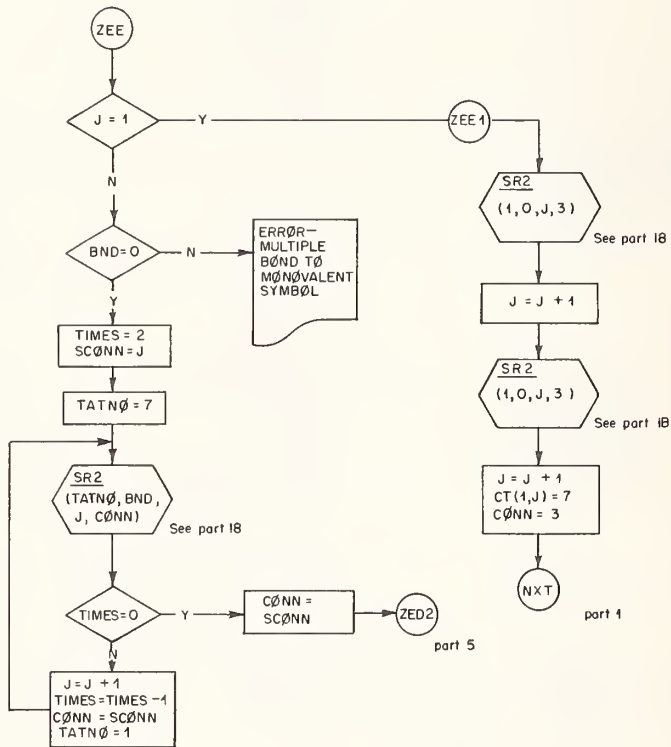 ZEE
J = 1
Y
N
BND=0
N
Y
ERRØR—
MULTIPLE
BØND TØ
MØNØVALENT
SYMBØL
TIMES=2
SCØNN=J
TATNØ=7
SR2
(TATNØ, BND,
J, CØNN)
See part 18
TIMES=0
Y
N
CØNN =
SCØNN
ZED2
part 5
J=J +1
TIMES=TIMES -1
CØNN = SCØNN
TATNØ=1
ZEE1
SR2
(1,0,J,3)
See part 18
J = J +1
SR2
(1,0,J,3)
See part 18
J = J +1
CT(1,J) =7
CØNN = 3
NXT
part 1